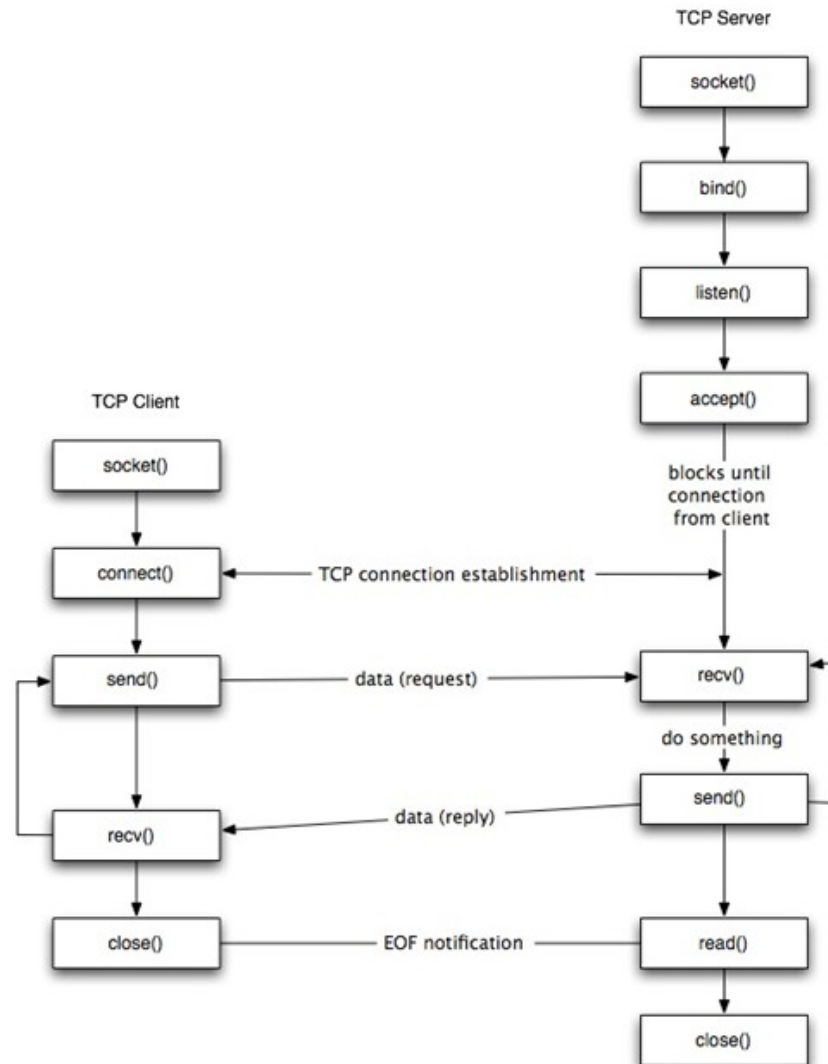 TCP Server
socket()
bind()
listen()
accept()
TCP Client
blocks until
connection
from client
socket()
connect()
TCP connection establishment
send()
data (request)
recv()
do something
send()
data (reply)
recv()
close()
EOF notification
read()
close()